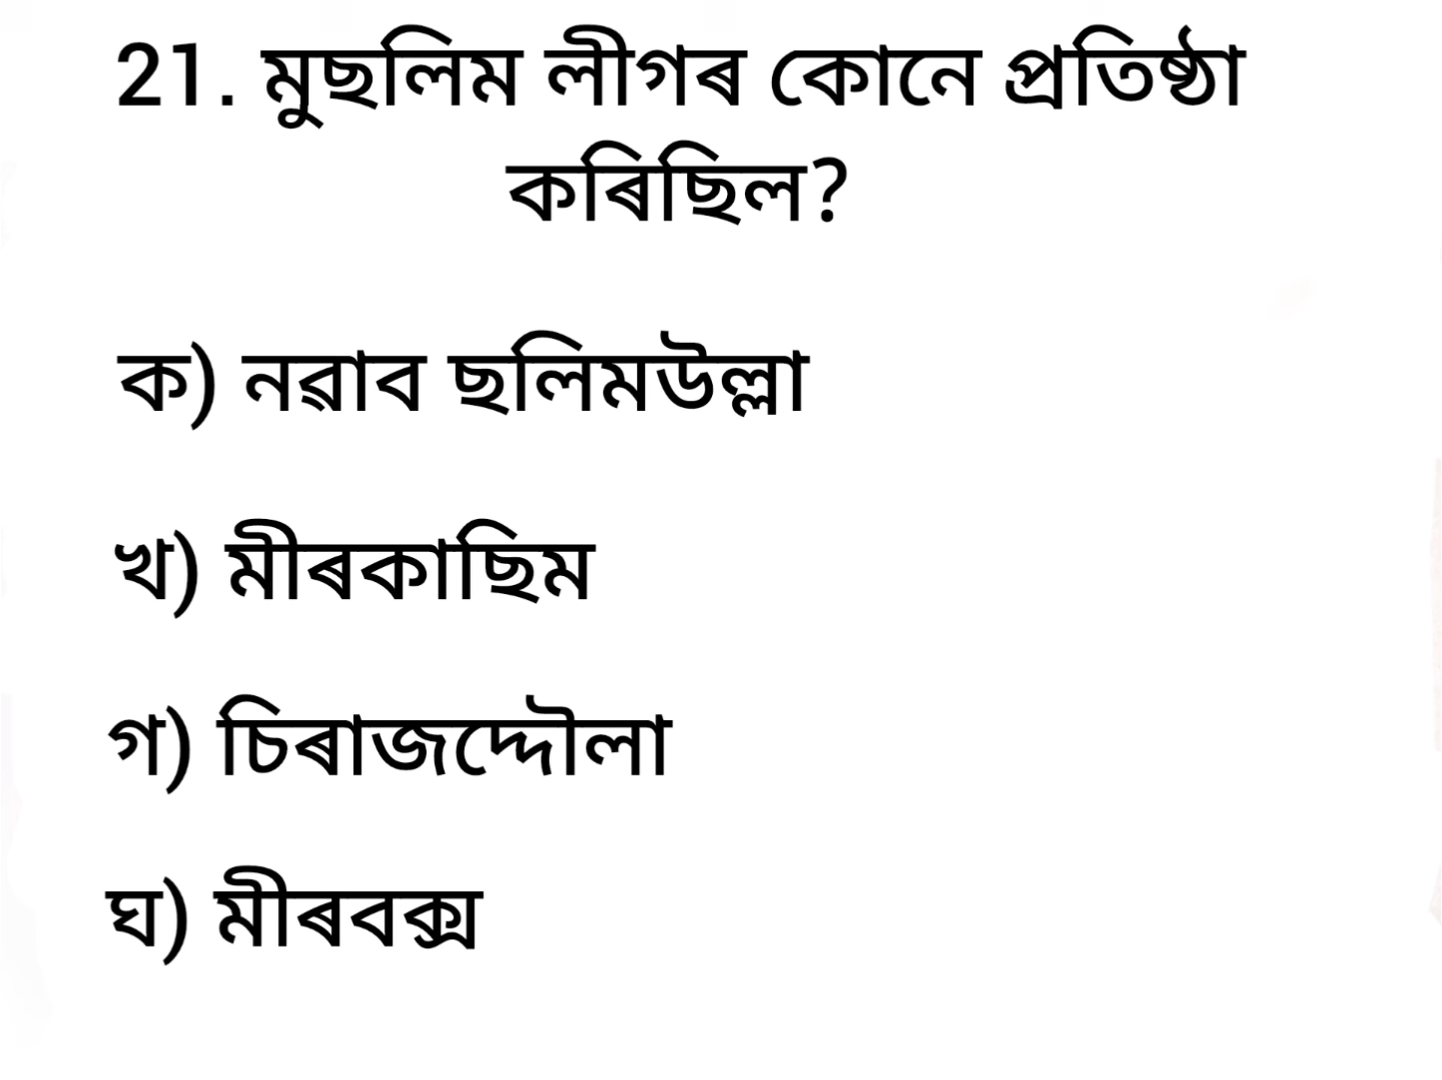 21. মুছলিম লীগৰ কোনে প্ৰতিষ্ঠা
কৰিছিল?
ক) নৱাব ছলিমউল্লা
খ) মীৰকাছিম
গ) চিৰাজদ্দৌলা
ঘ) মীৰবক্স